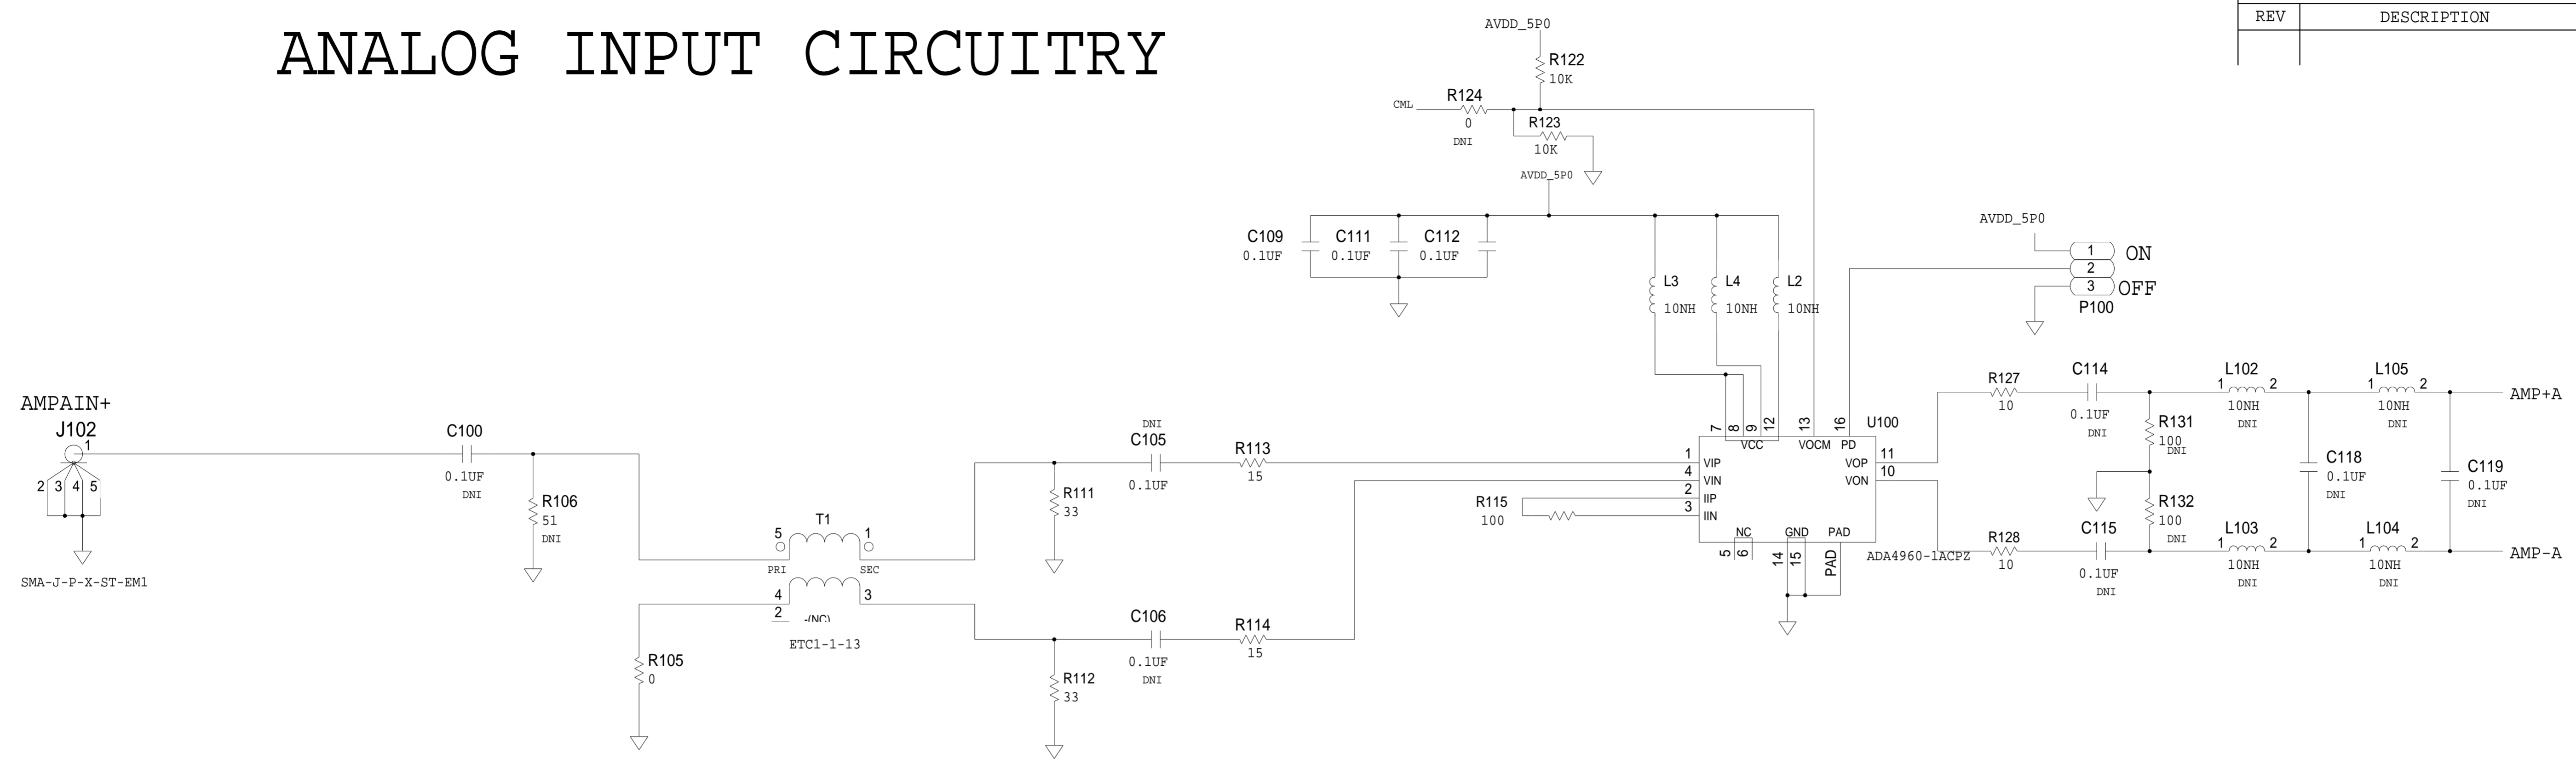 ANALOG INPUT CIRCUITRY
REV DESCRIPTION
AVDD_5P0
R122
10K
CML
R124
0
DNI
R123
10K
AVDD_5P0
C109
0.1UF
C111
0.1UF
C112
0.1UF
L3
10NH
L4
10NH
L2
10NH
AVDD_5P0
1 ON
2
3 OFF
P100
AMPAIN+
J102
1
2 3 4 5
SMA-J-P-X-ST-EM1
C100
0.1UF
DNI
R106
51
DNI
T1
5 1
PRI SEC
4 3
2 -(NC)
ETC1-1-13
R105
0
R111
33
DNI
C105
0.1UF
R113
15
C106
0.1UF
DNI
R114
15
R112
33
R115
100
U100
7 8 9 12 13 16
VCC VOCM PD
1 VIP
4 VIN
2 IIP
3 IIN
VOP 11
VON 10
NC GND PAD
5 6 14 15 PAD
ADA4960-1ACPZ
R127
10
C114
0.1UF
DNI
R131
100
DNI
R132
100
DNI
R128
10
C115
0.1UF
DNI
L102
1 2
10NH
DNI
L105
1 2
10NH
DNI
AMP+A
C118
0.1UF
DNI
C119
0.1UF
DNI
L103
1 2
10NH
DNI
L104
1 2
10NH
DNI
AMP-A